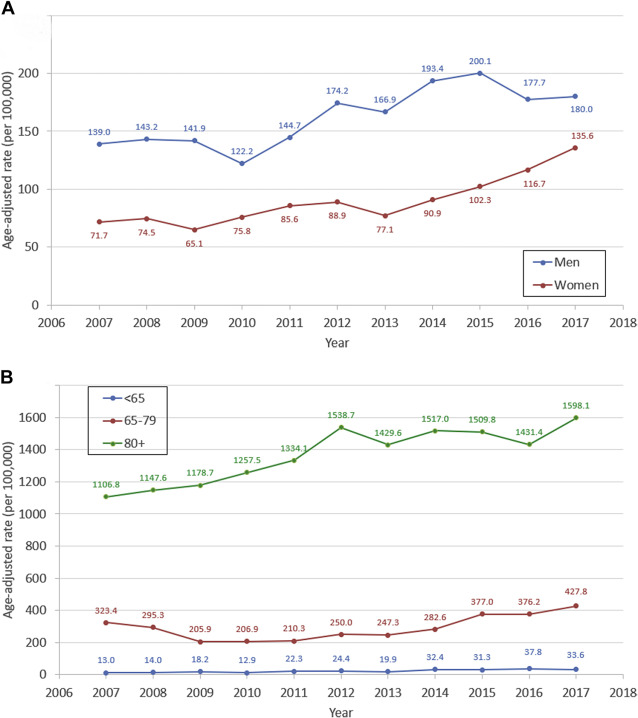 A
Age-adjusted rate (per 100,000)
200
150
100
50
0
139.0 143.2 141.9 122.2 144.7 174.2 166.9 193.4 200.1 177.7 180.0
71.7 74.5 65.1 75.8 85.6 88.9 77.1 90.9 102.3 116.7 135.6
Men
Women
2006 2007 2008 2009 2010 2011 2012 2013 2014 2015 2016 2017 2018
Year
B
<65
65-79
80+
Age-adjusted rate (per 100,000)
1600
1400
1200
1000
800
600
400
200
0
1106.8 1147.6 1178.7 1257.5 1334.1 1538.7 1429.6 1517.0 1509.8 1431.4 1598.1
323.4 295.3 205.9 206.9 210.3 250.0 247.3 282.6 377.0 376.2 427.8
13.0 14.0 18.2 12.9 22.3 24.4 19.9 32.4 31.3 37.8 33.6
2006 2007 2008 2009 2010 2011 2012 2013 2014 2015 2016 2017 2018
Year